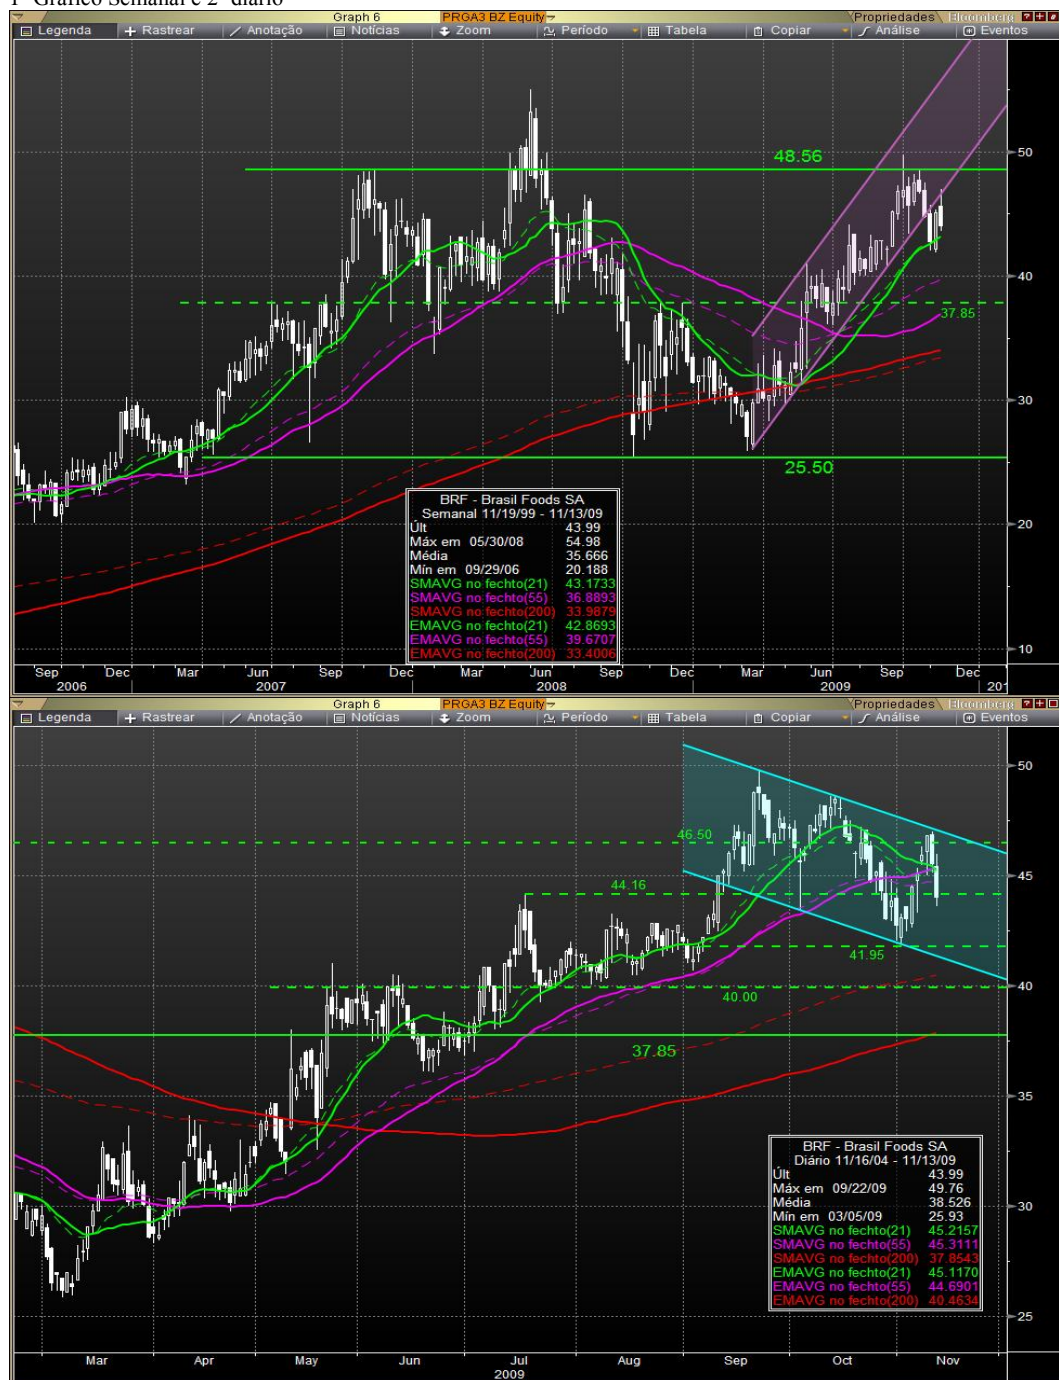 1º Gráfico Semanal e 2º diário
Graph 6 PRGA3 BZ Equity Propriedades Bloomberg
Legenda Rastrear Anotação Notícias Zoom Período Tabela Copiar Análise Eventos
48.56
50
40
37.85
30
25.50
20
10
BRF - Brasil Foods SA
Semanal 11/19/99 - 11/13/09
Últ 43.99
Máx em 05/30/08 54.98
Média 35.666
Mín em 09/29/06 20.188
SMAVG no fechto(21) 43.1733
SMAVG no fechto(55) 36.8893
SMAVG no fechto(200) 33.9879
EMAVG no fechto(21) 42.8693
EMAVG no fechto(55) 39.6707
EMAVG no fechto(200) 33.4006
Sep Dec Mar Jun Sep Dec Mar Jun Sep Dec Mar Jun Sep Dec
2006 2007 2008 2009 201
Graph 6 PRGA3 BZ Equity Propriedades Bloomberg
Legenda Rastrear Anotação Notícias Zoom Período Tabela Copiar Análise Eventos
50
46.50
45
44.16
41.95
40
40.00
37.85
35
30
25
BRF - Brasil Foods SA
Diário 11/16/04 - 11/13/09
Últ 43.99
Máx em 09/22/09 49.76
Média 38.526
Mín em 03/05/09 25.93
SMAVG no fechto(21) 45.2157
SMAVG no fechto(55) 45.3111
SMAVG no fechto(200) 37.8543
EMAVG no fechto(21) 45.1170
EMAVG no fechto(55) 44.6901
EMAVG no fechto(200) 40.4634
Mar Apr May Jun Jul Aug Sep Oct Nov
2009